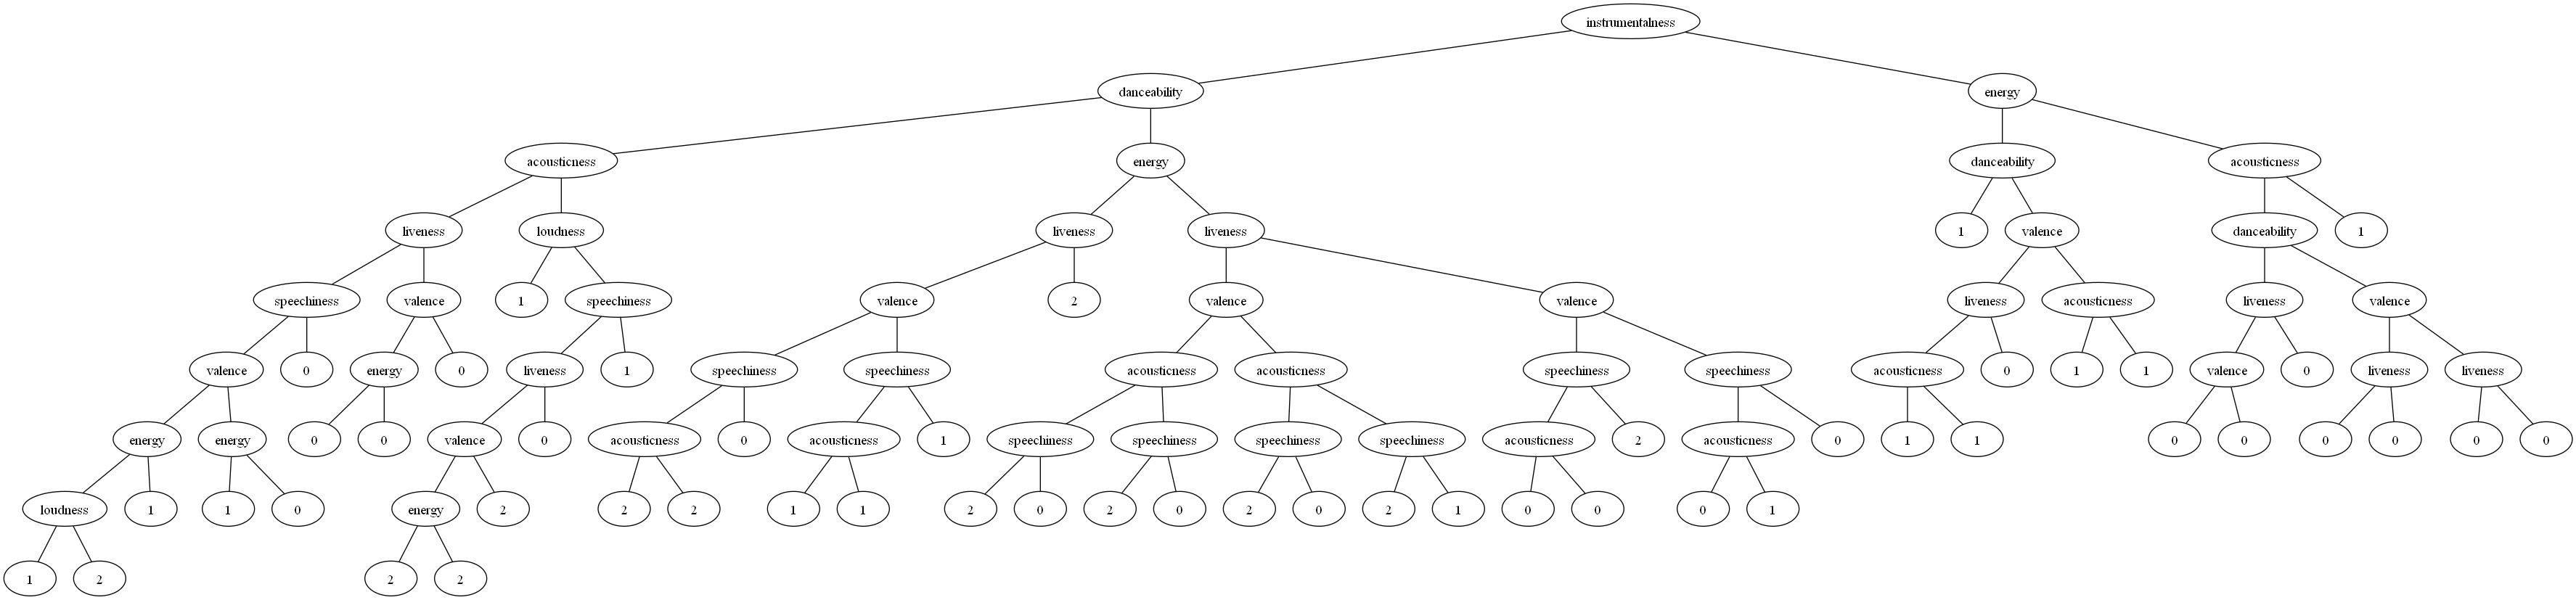 instrumentalness
danceability energy
acousticness energy danceability acousticness
liveness loudness liveness liveness 1 valence danceability 1
speechiness valence 1 speechiness valence 2 valence valence liveness acousticness liveness valence
valence 0 energy 0 liveness 1 speechiness speechiness acousticness acousticness speechiness speechiness acousticness 0 1 1 valence 0 liveness liveness
energy energy 0 0 valence 0 acousticness 0 acousticness 1 speechiness speechiness speechiness speechiness acousticness 2 acousticness 0 1 1 0 0 0 0 0 0
loudness 1 1 0 energy 2 2 2 1 1 2 0 2 0 2 0 2 1 0 0 0 1
1 2 2 2